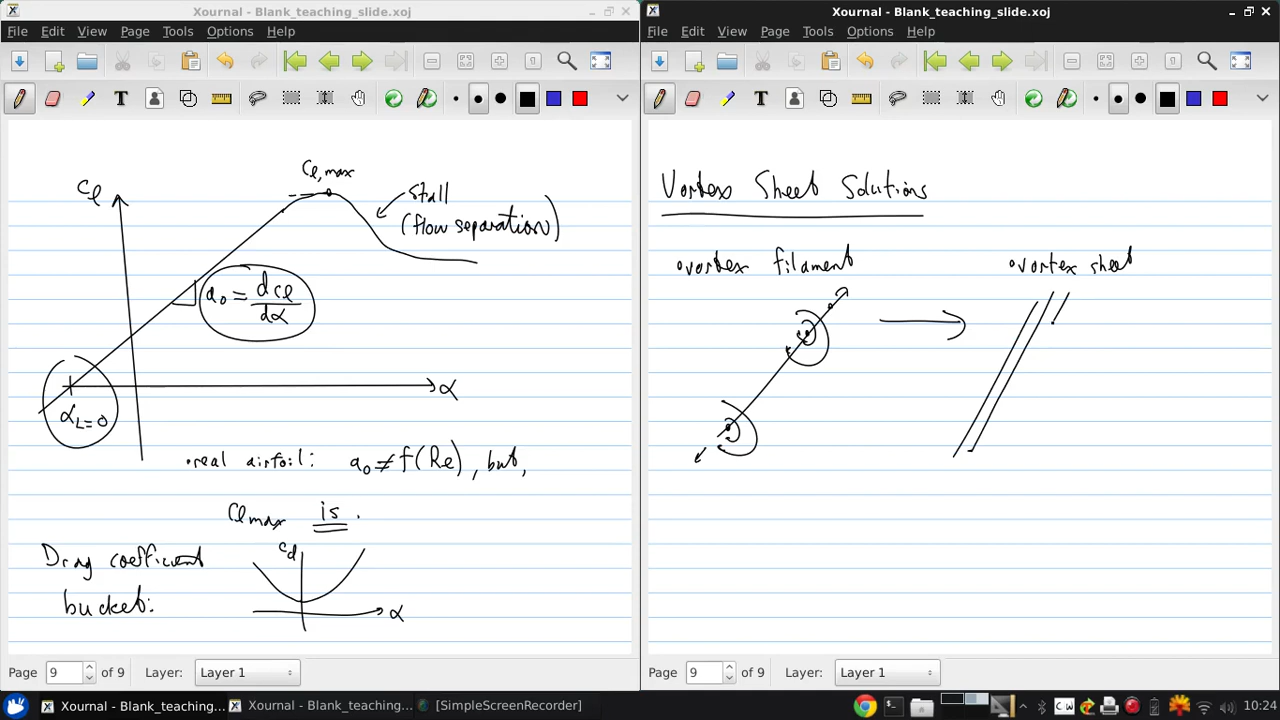 Xournal - Blank_teaching_slide.xoj
File Edit View Page Tools Options Help
Cℓ
Cℓ,max
stall
(flow separation)
a₀ = dcℓ/dα
α
αL=0
•real airfoil: a₀ ≠ f(Re), but,
Cℓmax is.
Drag coefficient
bucket:
cd
α
Page 9 of 9 Layer: Layer 1
Xournal - Blank_teaching_slide.xoj
File Edit View Page Tools Options Help
Vortex Sheet Solutions
•vortex filament
•vortex sheet
Page 9 of 9 Layer: Layer 1
Xournal - Blank_teaching_... Xournal - Blank_teaching_... [SimpleScreenRecorder] CW 10:24